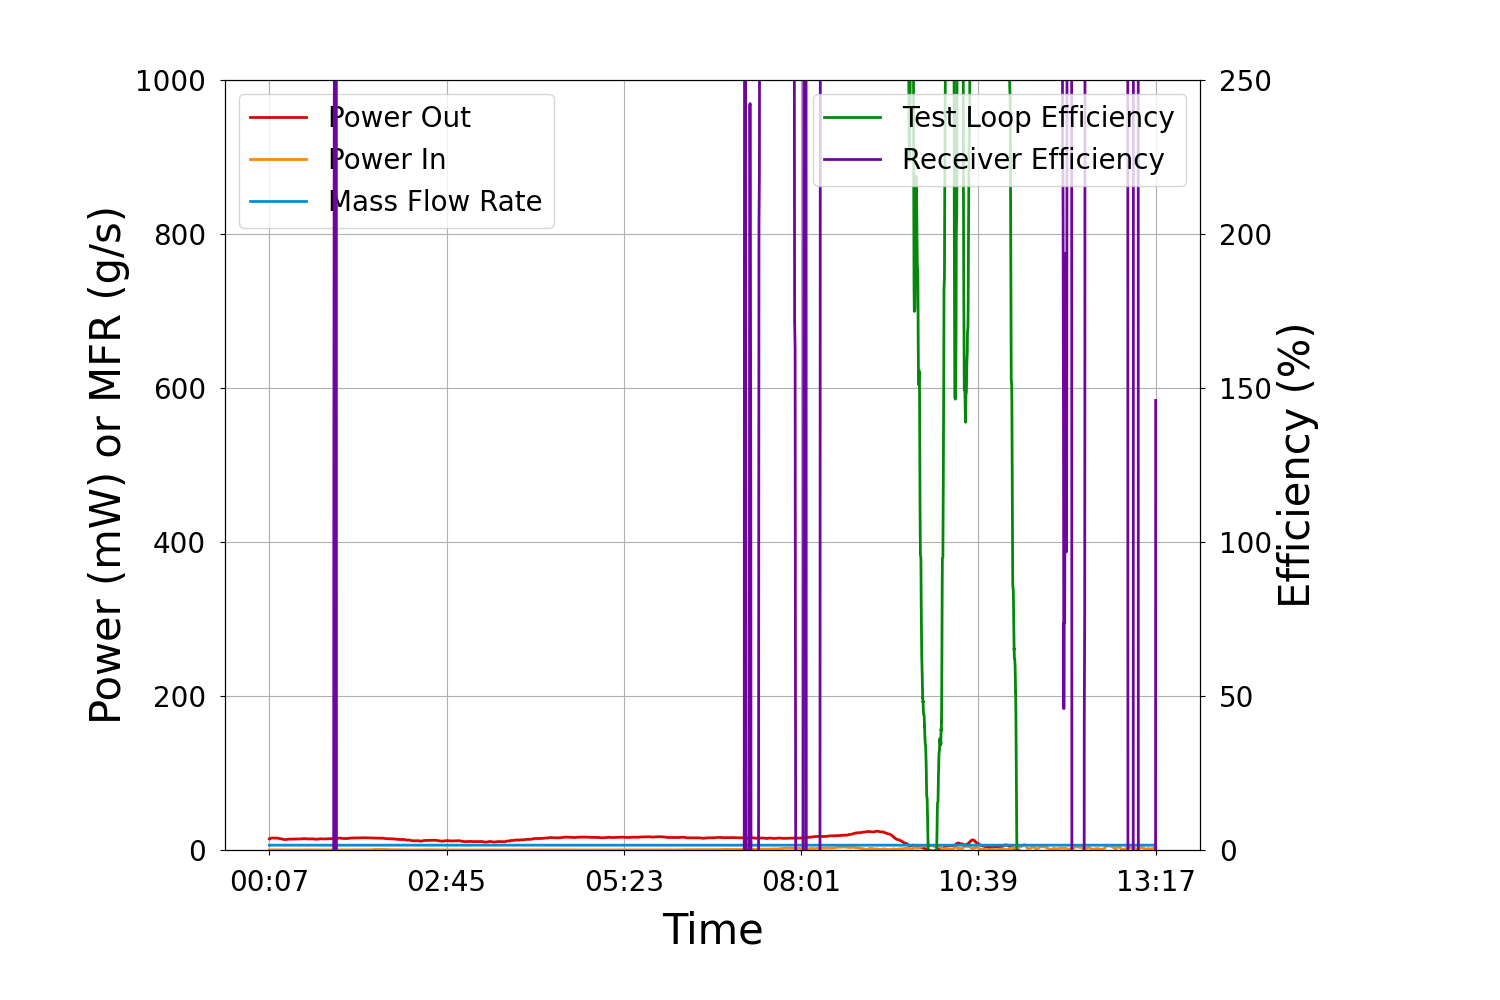 Power (mW) or MFR (g/s)
1000
800
600
400
200
0
Power Out
Power In
Mass Flow Rate
Test Loop Efficiency
Receiver Efficiency
250
200
150
100
50
0
Efficiency (%)
00:07 02:45 05:23 08:01 10:39 13:17
Time